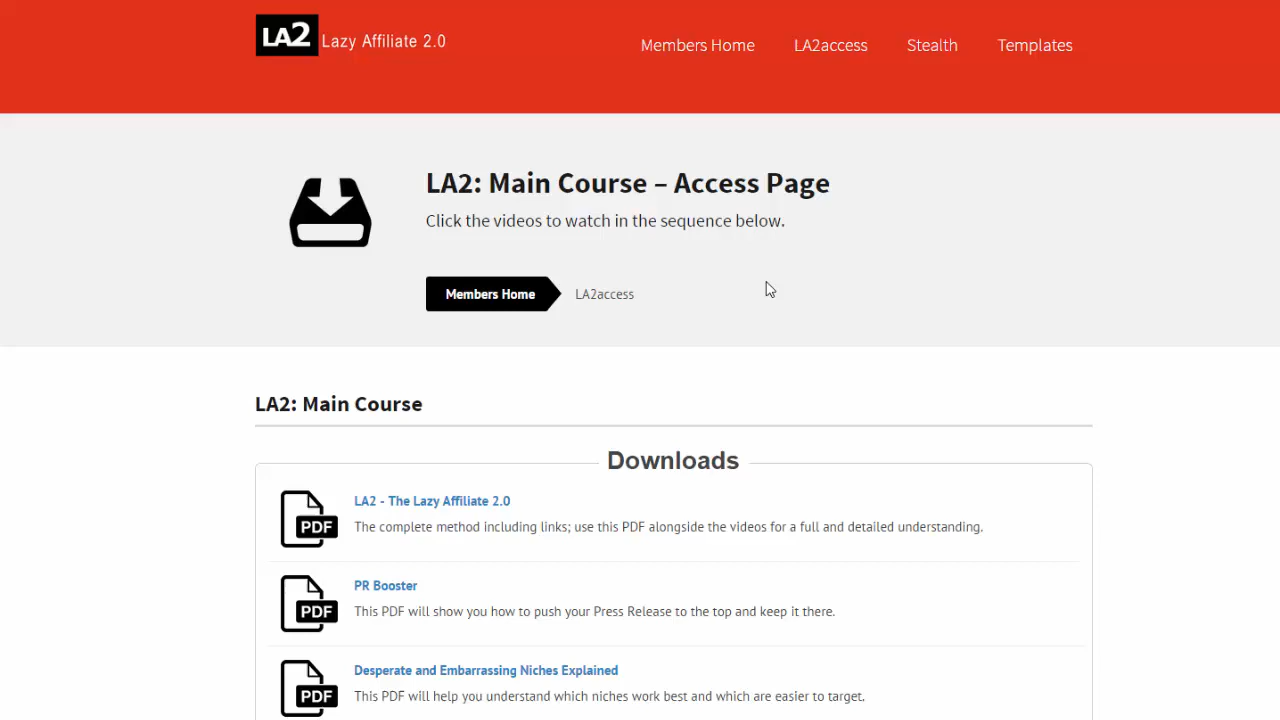 LA2 Lazy Affiliate 2.0
Members Home LA2access Stealth Templates
LA2: Main Course – Access Page
Click the videos to watch in the sequence below.
Members Home LA2access
LA2: Main Course
Downloads
LA2 - The Lazy Affiliate 2.0
PDF
The complete method including links; use this PDF alongside the videos for a full and detailed understanding.
PR Booster
PDF
This PDF will show you how to push your Press Release to the top and keep it there.
Desperate and Embarrassing Niches Explained
PDF
This PDF will help you understand which niches work best and which are easier to target.